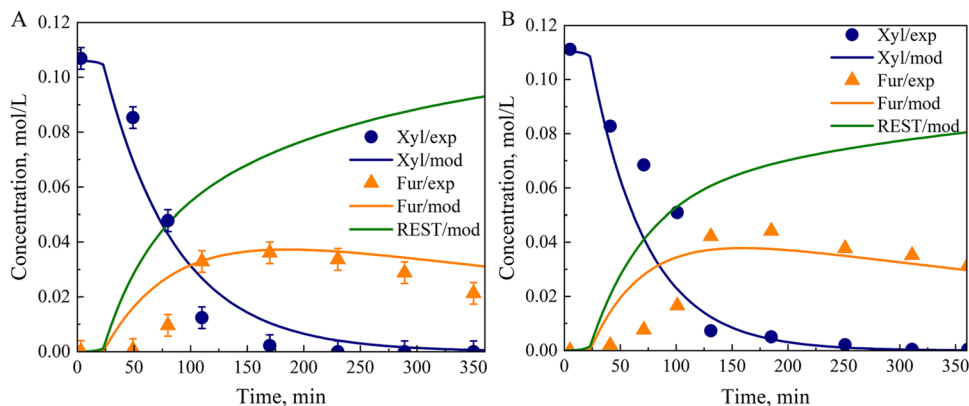 A
0.12
0.10
0.08
0.06
0.04
0.02
0.00
Concentration, mol/L
Xyl/exp
Xyl/mod
Fur/exp
Fur/mod
REST/mod
0 50 100 150 200 250 300 350
Time, min
B
0.12
0.10
0.08
0.06
0.04
0.02
0.00
Concentration, mol/L
Xyl/exp
Xyl/mod
Fur/exp
Fur/mod
REST/mod
0 50 100 150 200 250 300 350
Time, min